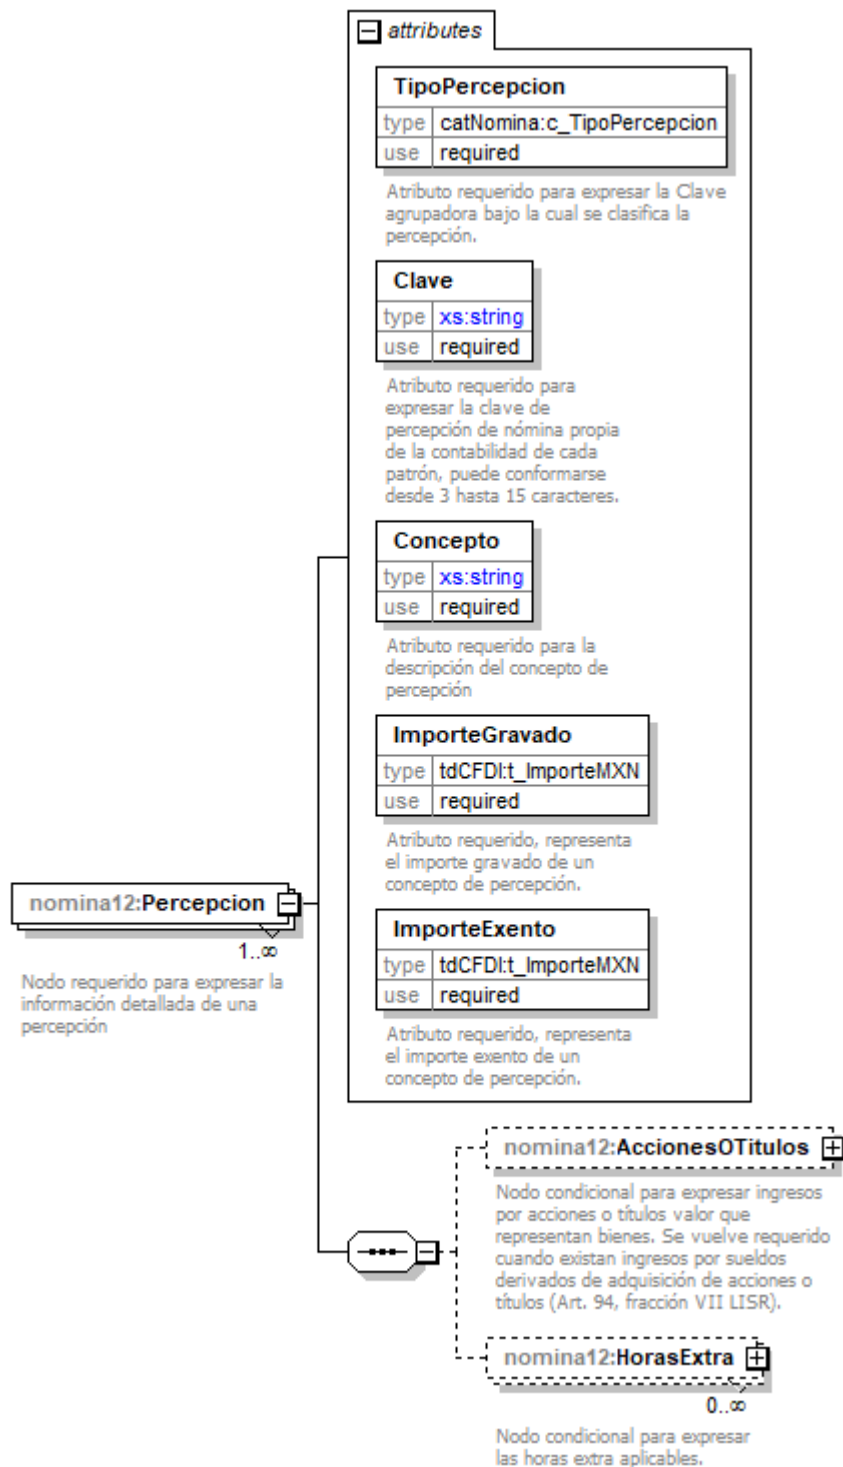 attributes
TipoPercepcion
type catNomina:c_TipoPercepcion
use required
Atributo requerido para expresar la Clave
agrupadora bajo la cual se clasifica la
percepción.
Clave
type xs:string
use required
Atributo requerido para
expresar la clave de
percepción de nómina propia
de la contabilidad de cada
patrón, puede conformarse
desde 3 hasta 15 caracteres.
Concepto
type xs:string
use required
Atributo requerido para la
descripción del concepto de
percepción
ImporteGravado
type tdCFDI:t_ImporteMXN
use required
Atributo requerido, representa
el importe gravado de un
concepto de percepción.
nomina12:Percepcion
1..∞
Nodo requerido para expresar la
información detallada de una
percepción
ImporteExento
type tdCFDI:t_ImporteMXN
use required
Atributo requerido, representa
el importe exento de un
concepto de percepción.
nomina12:AccionesOTitulos
Nodo condicional para expresar ingresos
por acciones o títulos valor que
representan bienes. Se vuelve requerido
cuando existan ingresos por sueldos
derivados de adquisición de acciones o
títulos (Art. 94, fracción VII LISR).
nomina12:HorasExtra
0..∞
Nodo condicional para expresar
las horas extra aplicables.